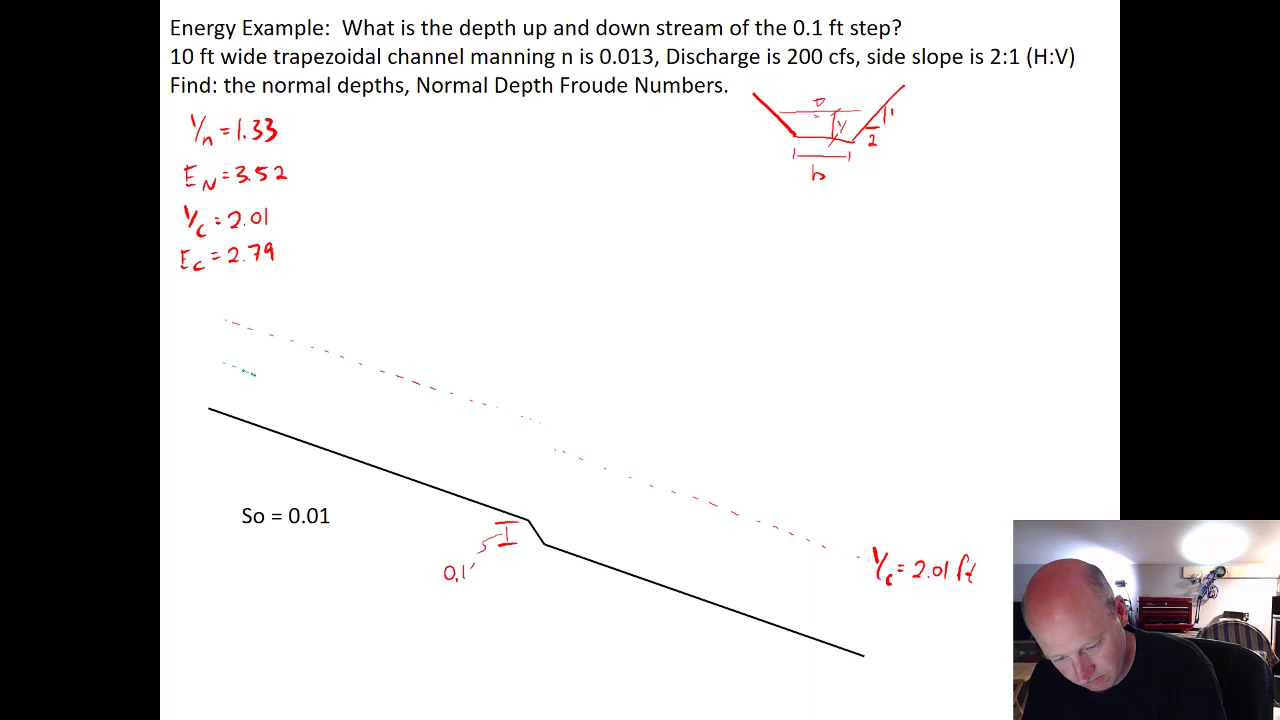 Energy Example: What is the depth up and down stream of the 0.1 ft step?
10 ft wide trapezoidal channel manning n is 0.013, Discharge is 200 cfs, side slope is 2:1 (H:V)
Find: the normal depths, Normal Depth Froude Numbers.
Yn = 1.33
EN = 3.52
Yc = 2.01
Ec = 2.79
y
1
2
b
So = 0.01
0.1'
Yc = 2.01 ft